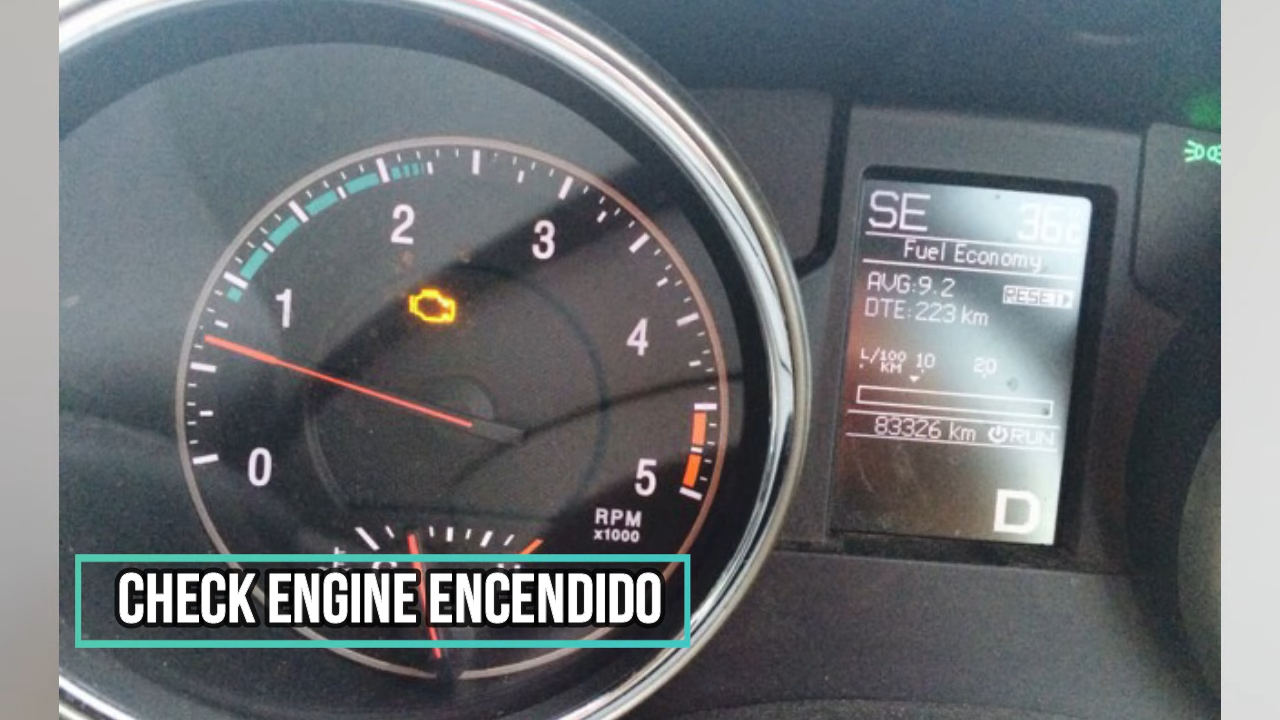 2
3
1
4
0
5
RPM
x1000
SE 36
Fuel Economy
AVG:9.2 RESET
DTE:223 km
L/100 KM 10 20
83326 km RUN
D
CHECK ENGINE ENCENDIDO